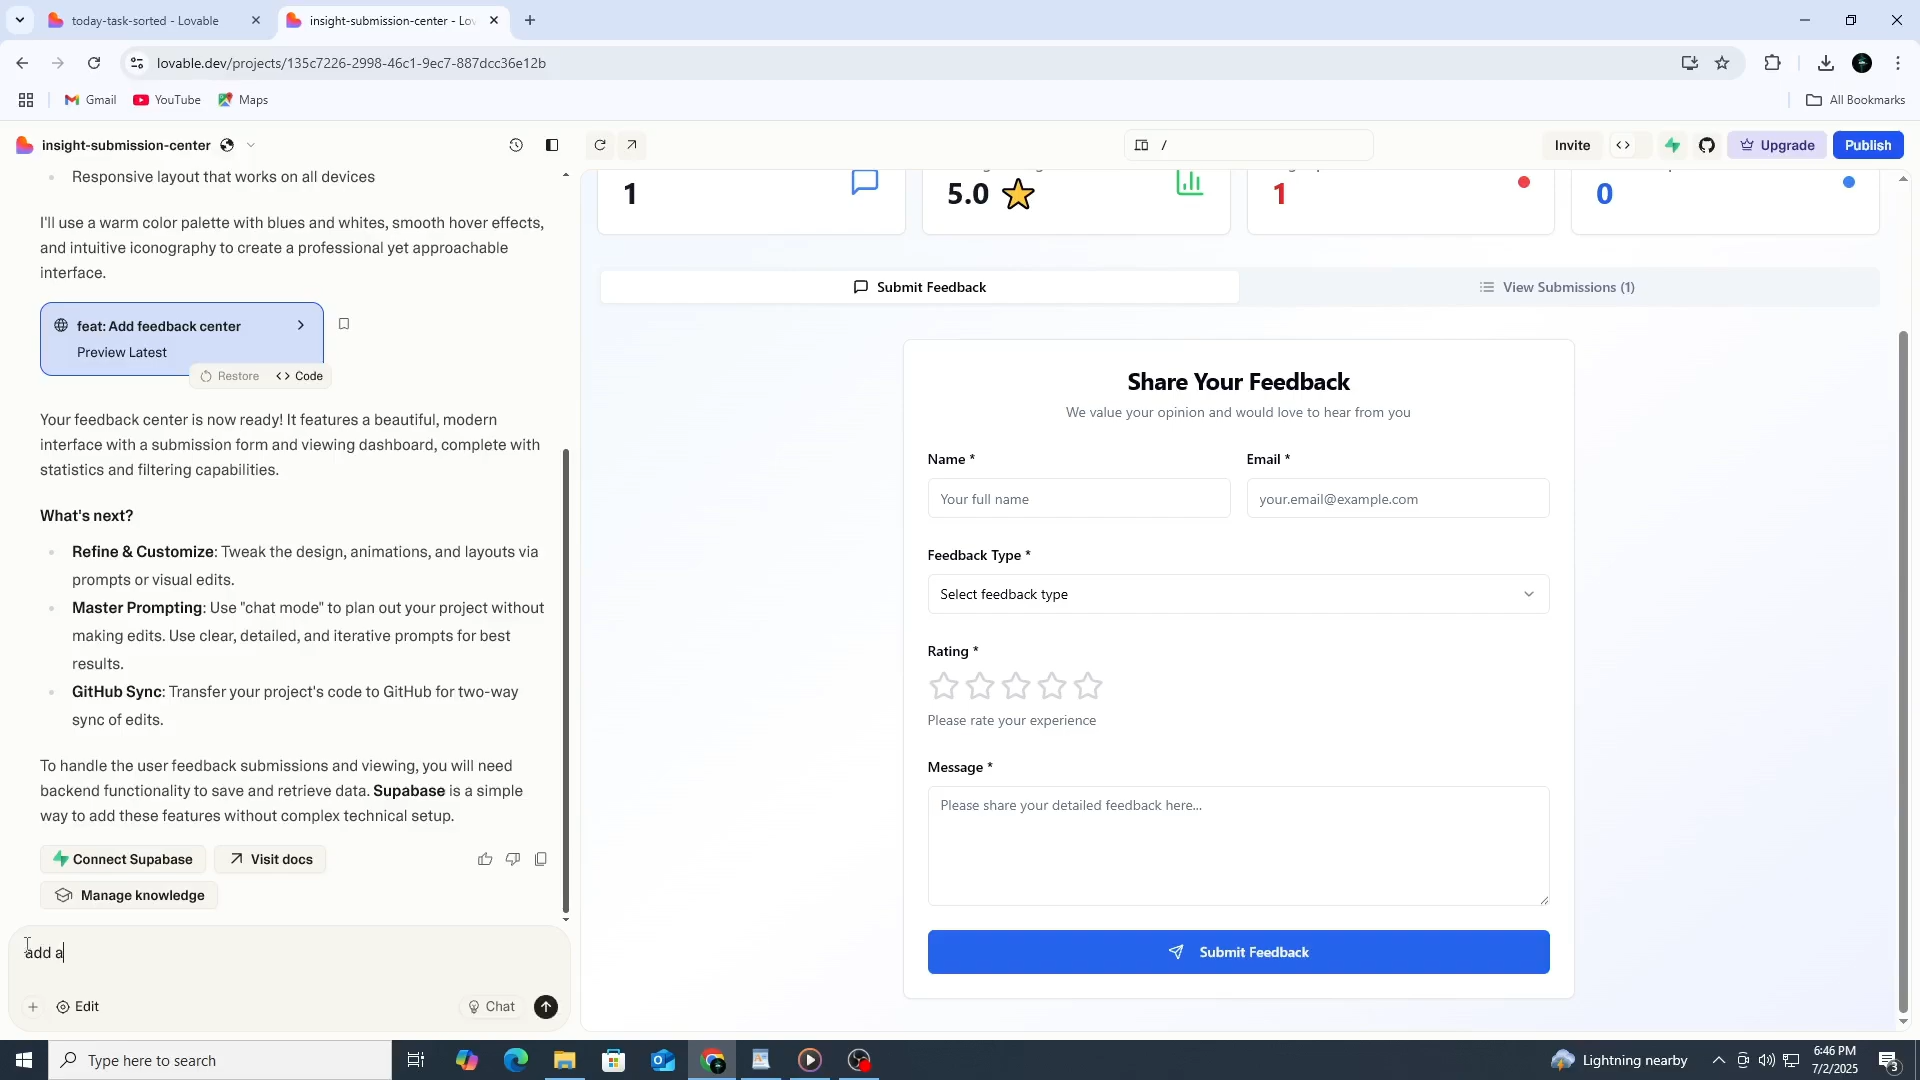 today-task-sorted - Lovable
insight-submission-center - Lov
lovable.dev/projects/135c7226-2998-46c1-9ec7-887dcc36e12b
Gmail
YouTube
Maps
All Bookmarks
insight-submission-center
/
Invite
Upgrade
Publish
Responsive layout that works on all devices
I'll use a warm color palette with blues and whites, smooth hover effects,
and intuitive iconography to create a professional yet approachable
interface.
feat: Add feedback center
Preview Latest
Restore
Code
Your feedback center is now ready! It features a beautiful, modern
interface with a submission form and viewing dashboard, complete with
statistics and filtering capabilities.
What's next?
Refine & Customize: Tweak the design, animations, and layouts via
prompts or visual edits.
Master Prompting: Use "chat mode" to plan out your project without
making edits. Use clear, detailed, and iterative prompts for best
results.
GitHub Sync: Transfer your project's code to GitHub for two-way
sync of edits.
To handle the user feedback submissions and viewing, you will need
backend functionality to save and retrieve data. Supabase is a simple
way to add these features without complex technical setup.
Connect Supabase
Visit docs
Manage knowledge
add a
Edit
Chat
1
5.0
1
0
Submit Feedback
View Submissions (1)
Share Your Feedback
We value your opinion and would love to hear from you
Name *
Email *
Your full name
your.email@example.com
Feedback Type *
Select feedback type
Rating *
Please rate your experience
Message *
Please share your detailed feedback here...
Submit Feedback
Type here to search
Lightning nearby
6:46 PM
7/2/2025
3